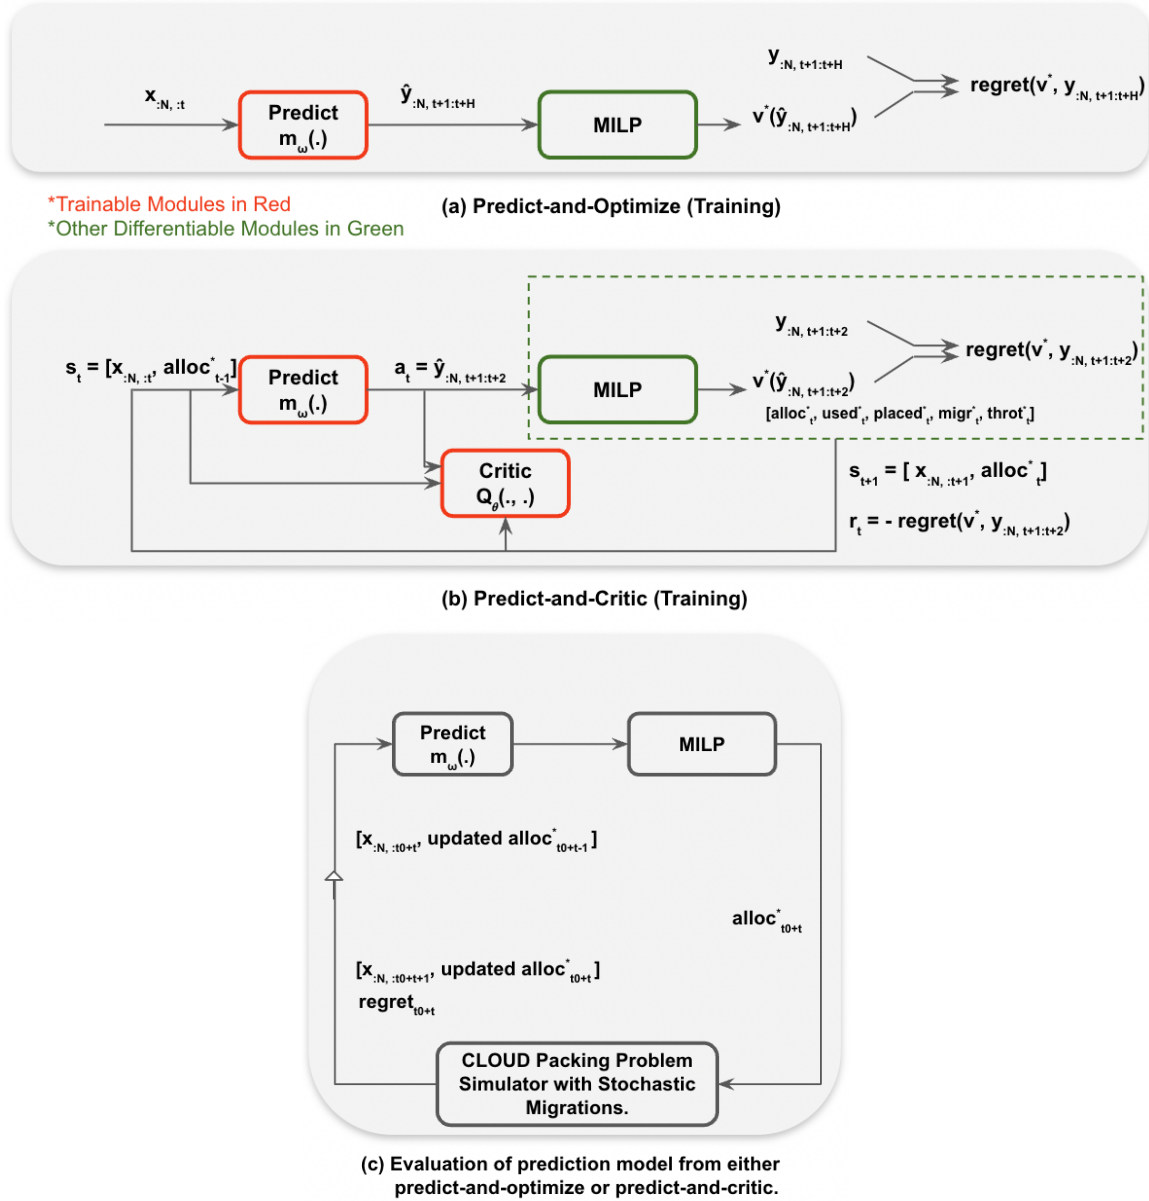 x:N, :t
Predict
mω(.)
ŷ:N, t+1:t+H
MILP
y:N, t+1:t+H
v*(ŷ:N, t+1:t+H)
regret(v*, y:N, t+1:t+H)
*Trainable Modules in Red
*Other Differentiable Modules in Green
(a) Predict-and-Optimize (Training)
st = [x:N, :t, alloc*t-1]
Predict
mω(.)
at = ŷ:N, t+1:t+2
MILP
y:N, t+1:t+2
v*(ŷ:N, t+1:t+2)
[alloc*t, used*t, placed*t, migr*t, throt*t]
regret(v*, y:N, t+1:t+2)
Critic
Qθ(., .)
st+1 = [ x:N, :t+1, alloc*t]
rt = - regret(v*, y:N, t+1:t+2)
(b) Predict-and-Critic (Training)
Predict
mω(.)
MILP
[x:N, :t0+t, updated alloc*t0+t-1]
alloc*t0+t
[x:N, :t0+t+1, updated alloc*t0+t]
regrett0+t
CLOUD Packing Problem
Simulator with Stochastic
Migrations.
(c) Evaluation of prediction model from either
predict-and-optimize or predict-and-critic.